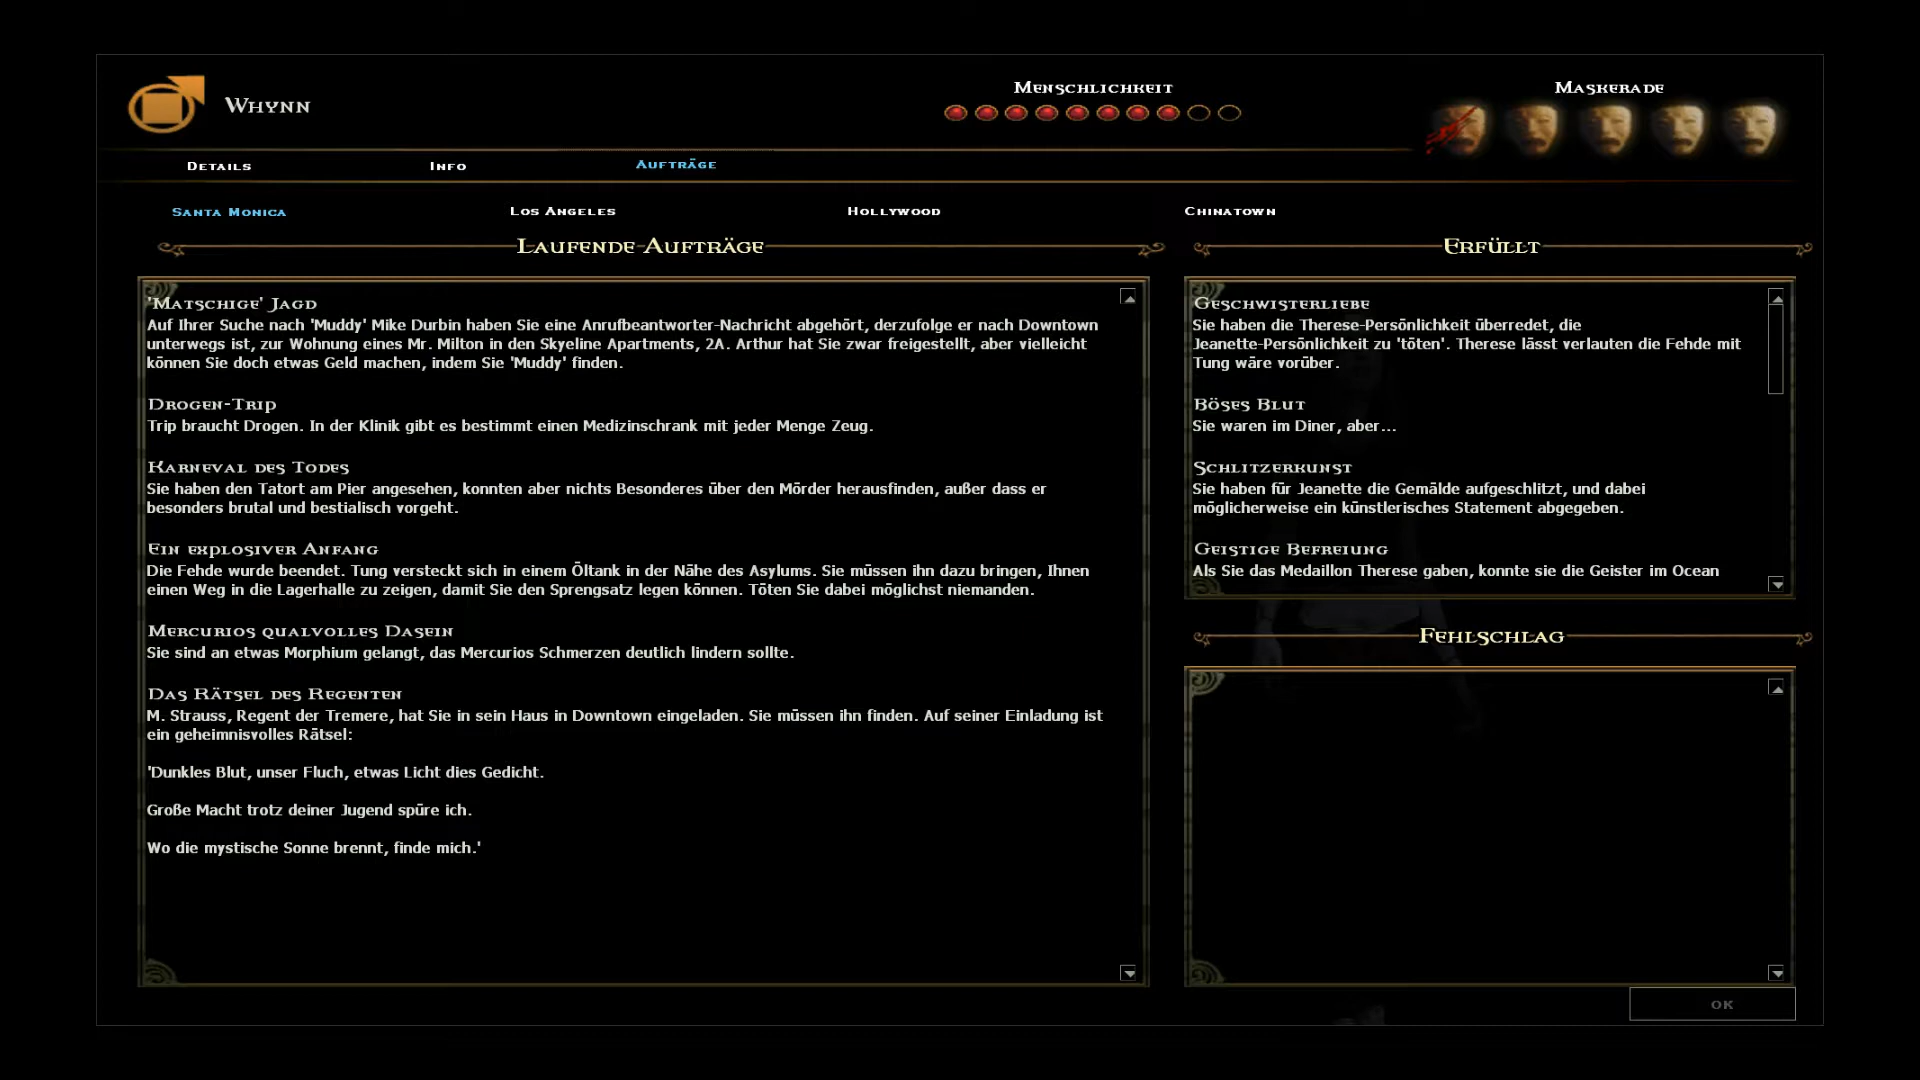 Whynn
Menschlichkeit
Maskerade
Details
Info
Aufträge
Santa Monica
Los Angeles
Hollywood
Chinatown
Laufende Aufträge
'Matschige' Jagd
Auf Ihrer Suche nach 'Muddy' Mike Durbin haben Sie eine Anrufbeantworter-Nachricht abgehört, derzufolge er nach Downtown
unterwegs ist, zur Wohnung eines Mr. Milton in den Skyeline Apartments, 2A. Arthur hat Sie zwar freigestellt, aber vielleicht
können Sie doch etwas Geld machen, indem Sie 'Muddy' finden.
Drogen-Trip
Trip braucht Drogen. In der Klinik gibt es bestimmt einen Medizinschrank mit jeder Menge Zeug.
Karneval des Todes
Sie haben den Tatort am Pier angesehen, konnten aber nichts Besonderes über den Mörder herausfinden, außer dass er
besonders brutal und bestialisch vorgeht.
Ein explosiver Anfang
Die Fehde wurde beendet. Tung versteckt sich in einem Öltank in der Nähe des Asylums. Sie müssen ihn dazu bringen, Ihnen
einen Weg in die Lagerhalle zu zeigen, damit Sie den Sprengsatz legen können. Töten Sie dabei möglichst niemanden.
Mercurios qualvolles Dasein
Sie sind an etwas Morphium gelangt, das Mercurios Schmerzen deutlich lindern sollte.
Das Rätsel des Regenten
M. Strauss, Regent der Tremere, hat Sie in sein Haus in Downtown eingeladen. Sie müssen ihn finden. Auf seiner Einladung ist
ein geheimnisvolles Rätsel:
'Dunkles Blut, unser Fluch, etwas Licht dies Gedicht.
Große Macht trotz deiner Jugend spüre ich.
Wo die mystische Sonne brennt, finde mich.'
Erfüllt
Geschwisterliebe
Sie haben die Therese-Persönlichkeit überredet, die
Jeanette-Persönlichkeit zu 'töten'. Therese lässt verlauten die Fehde mit
Tung wäre vorüber.
Böses Blut
Sie waren im Diner, aber...
Schlitzerkunst
Sie haben für Jeanette die Gemälde aufgeschlitzt, und dabei
möglicherweise ein künstlerisches Statement abgegeben.
Geistige Befreiung
Als Sie das Medaillon Therese gaben, konnte sie die Geister im Ocean
Fehlschlag
OK